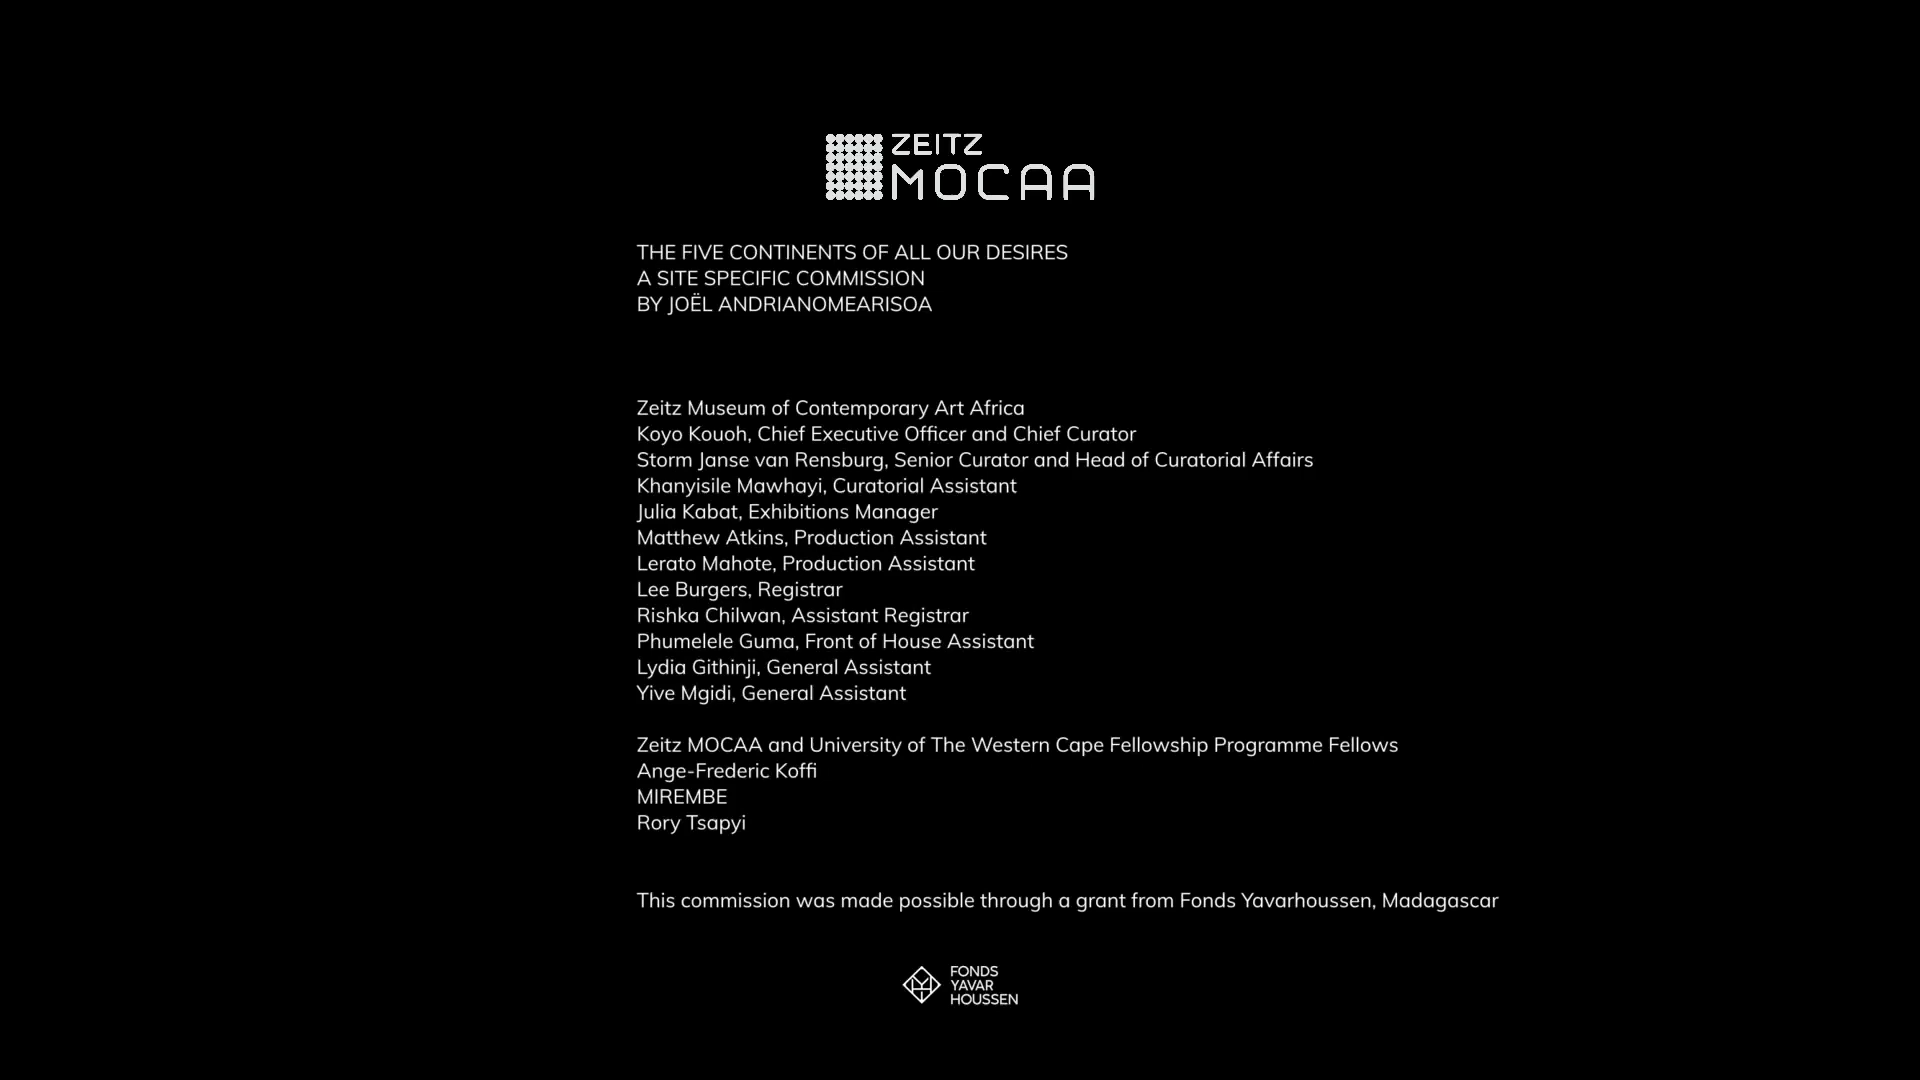 ZEITZ
MOCAA
THE FIVE CONTINENTS OF ALL OUR DESIRES
A SITE SPECIFIC COMMISSION
BY JOËL ANDRIANOMEARISOA
Zeitz Museum of Contemporary Art Africa
Koyo Kouoh, Chief Executive Officer and Chief Curator
Storm Janse van Rensburg, Senior Curator and Head of Curatorial Affairs
Khanyisile Mawhayi, Curatorial Assistant
Julia Kabat, Exhibitions Manager
Matthew Atkins, Production Assistant
Lerato Mahote, Production Assistant
Lee Burgers, Registrar
Rishka Chilwan, Assistant Registrar
Phumelele Guma, Front of House Assistant
Lydia Githinji, General Assistant
Yive Mgidi, General Assistant
Zeitz MOCAA and University of The Western Cape Fellowship Programme Fellows
Ange-Frederic Koffi
MIREMBE
Rory Tsapyi
This commission was made possible through a grant from Fonds Yavarhoussen, Madagascar
FONDS
YAVAR
HOUSSEN